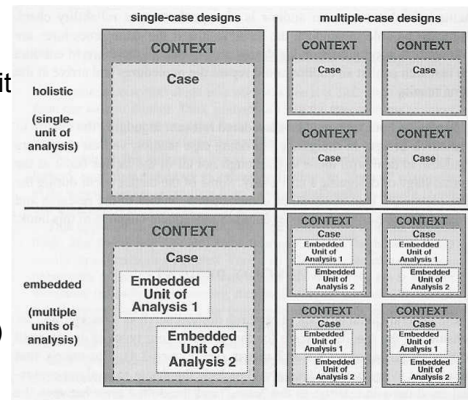 single-case designs
multiple-case designs
it
holistic
(single-
unit of
analysis)
CONTEXT
Case
CONTEXT
Case
CONTEXT
Case
CONTEXT
Case
CONTEXT
Case
embedded
(multiple
units of
analysis)
)
CONTEXT
Case
Embedded
Unit of
Analysis 1
Embedded
Unit of
Analysis 2
CONTEXT
Case
Embedded
Unit of
Analysis 1
Embedded
Unit of
Analysis 2
CONTEXT
Case
Embedded
Unit of
Analysis 1
Embedded
Unit of
Analysis 2
CONTEXT
Case
Embedded
Unit of
Analysis 1
Embedded
Unit of
Analysis 2
CONTEXT
Case
Embedded
Unit of
Analysis 1
Embedded
Unit of
Analysis 2